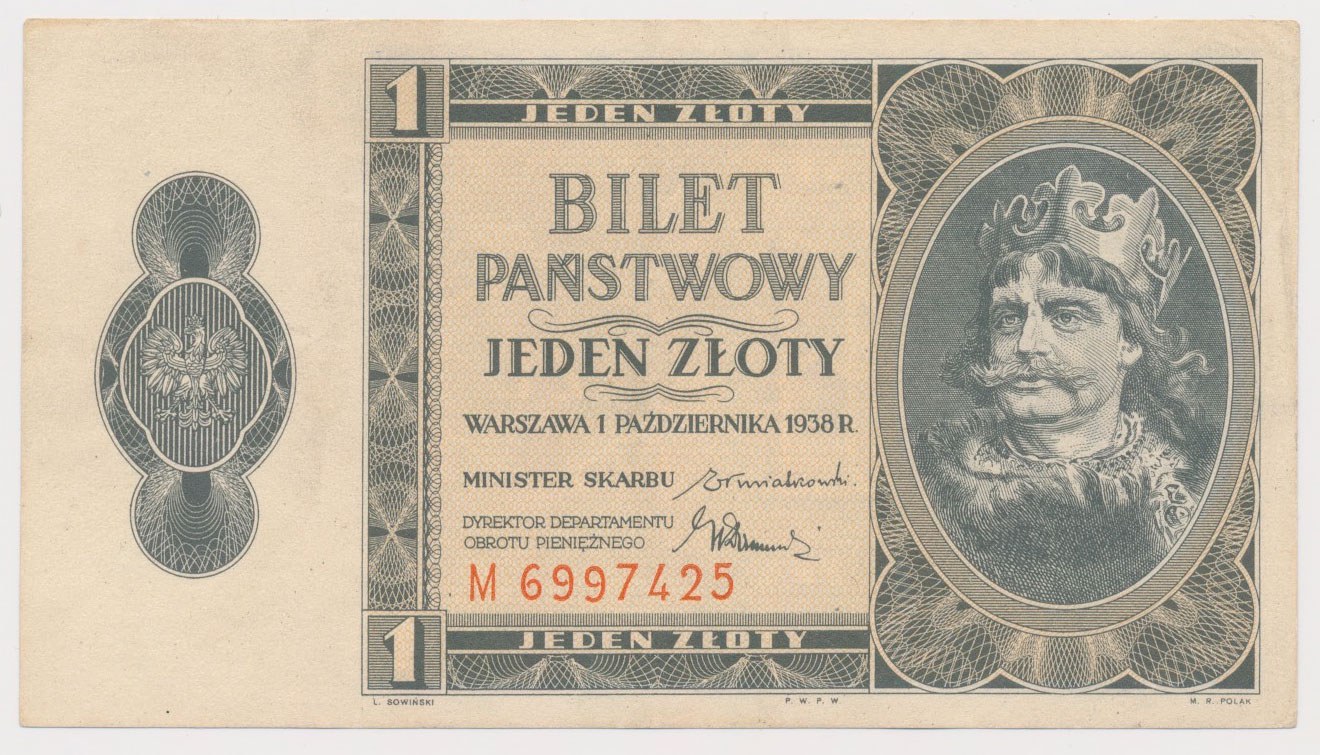 1
JEDEN ZŁOTY
BILET
PAŃSTWOWY
JEDEN ZŁOTY
WARSZAWA 1 PAŹDZIERNIKA 1938 R.
MINISTER SKARBU
DYREKTOR DEPARTAMENTU
OBROTU PIENIĘŻNEGO
M 6997425
1
JEDEN ZŁOTY
L. SOWIŃSKI
P. W. P. W.
M. R. POLAK